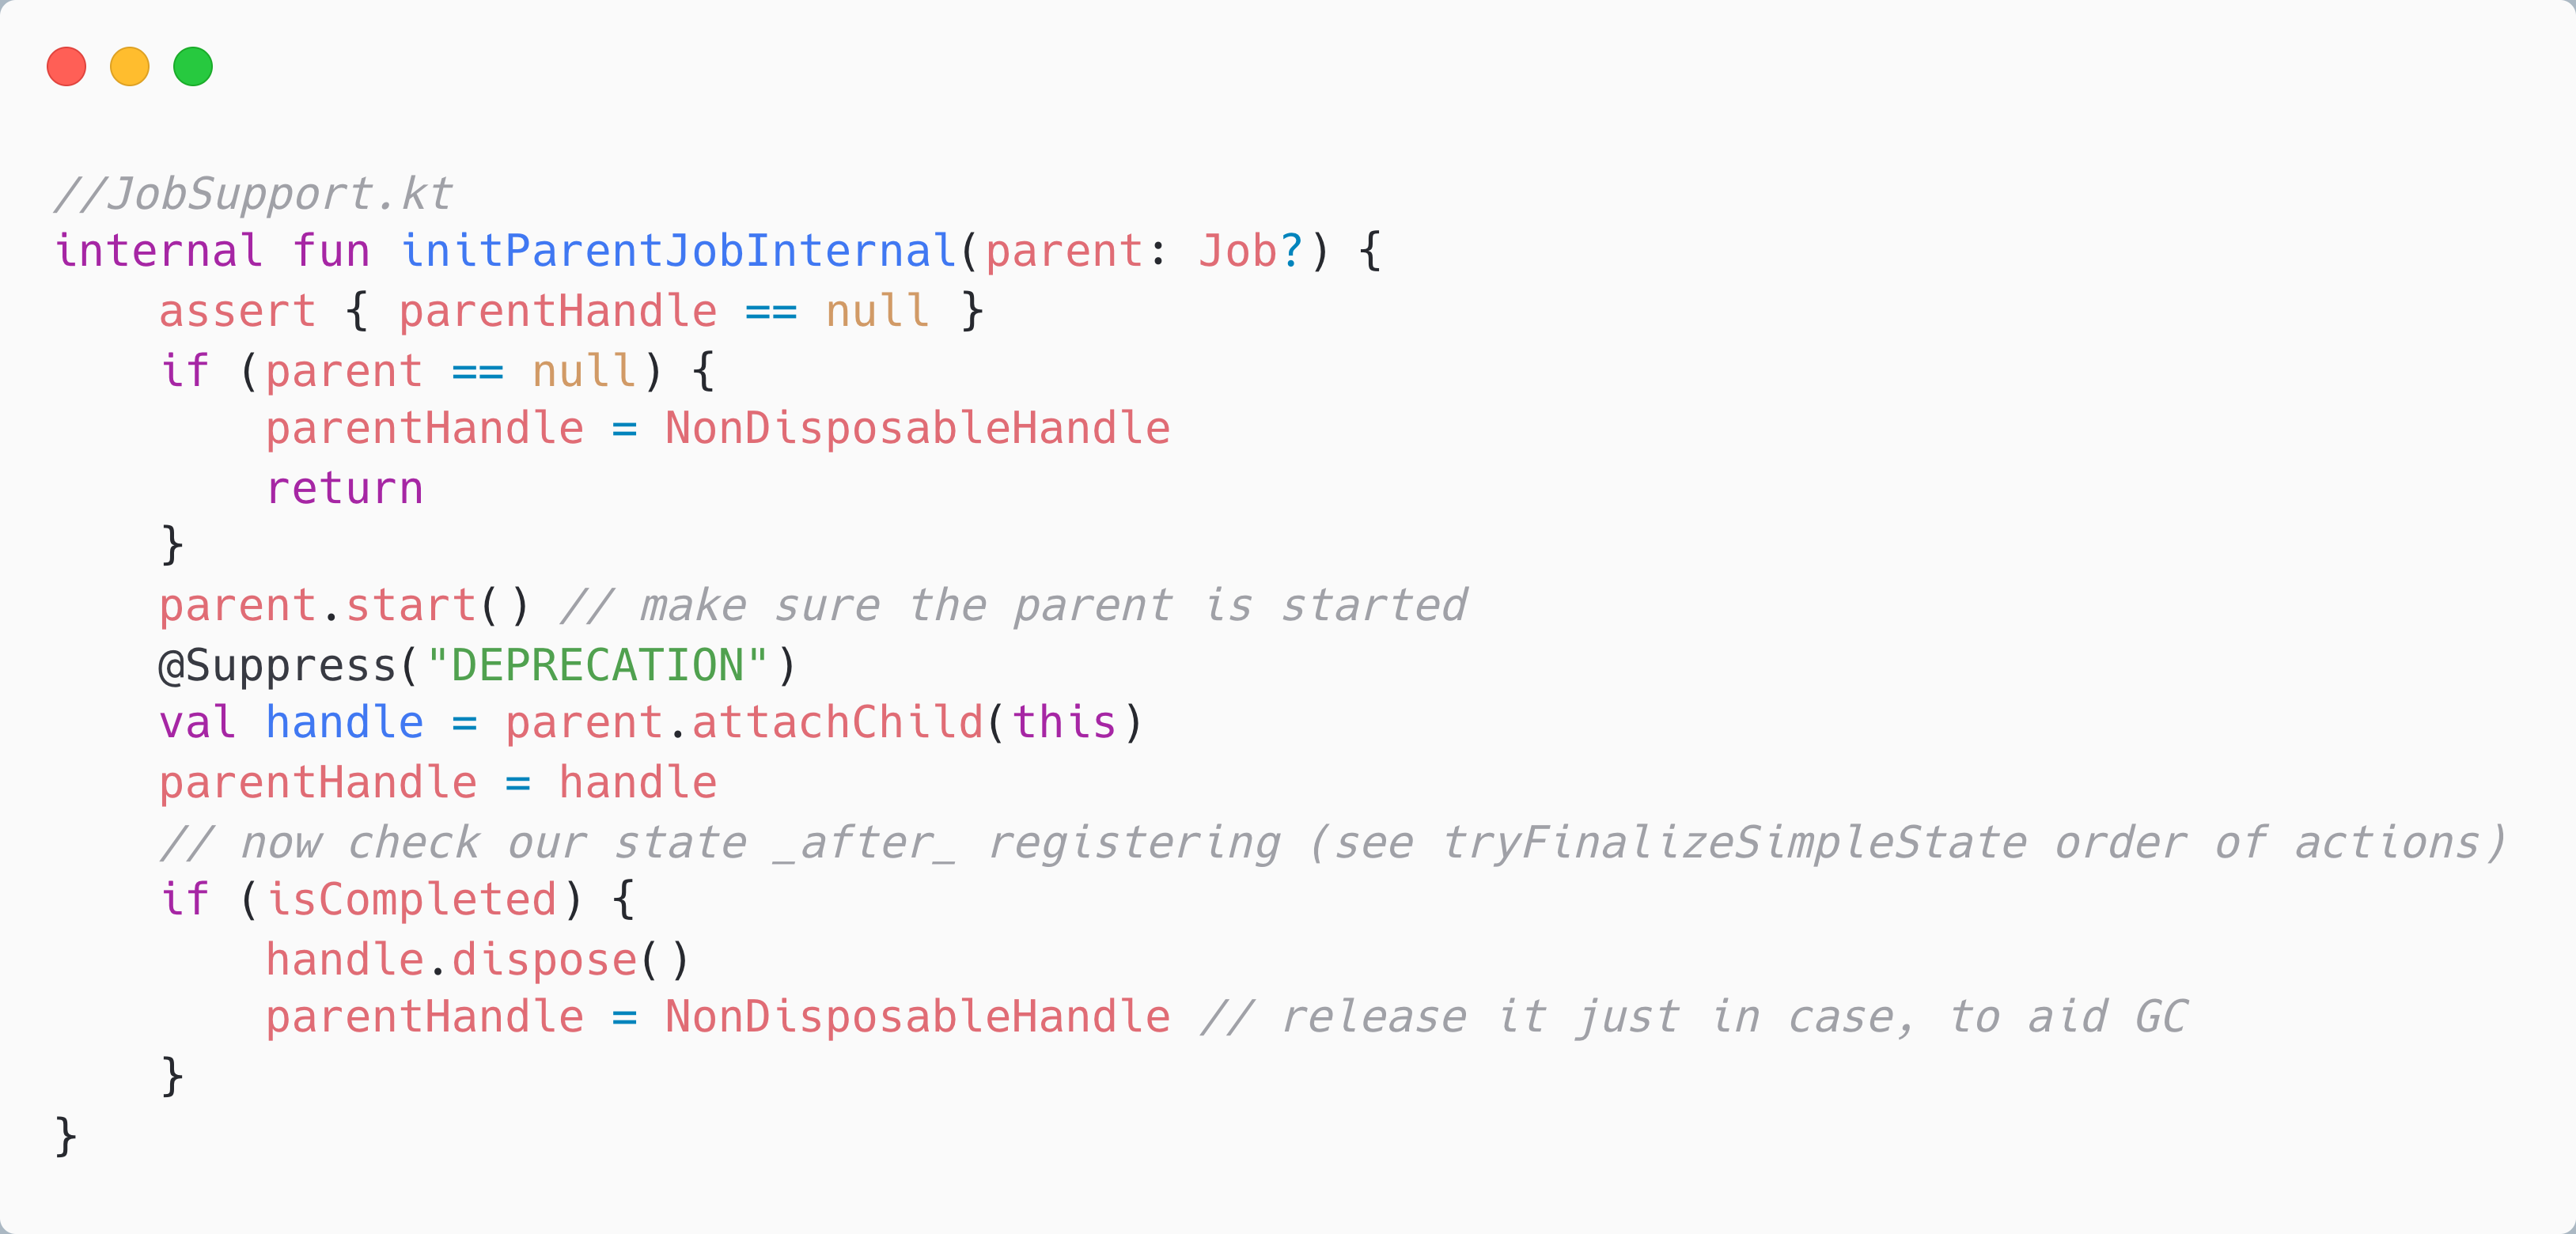 //JobSupport.kt
internal fun initParentJobInternal(parent: Job?) {
    assert { parentHandle == null }
    if (parent == null) {
        parentHandle = NonDisposableHandle
        return
    }
    parent.start() // make sure the parent is started
    @Suppress("DEPRECATION")
    val handle = parent.attachChild(this)
    parentHandle = handle
    // now check our state _after_ registering (see tryFinalizeSimpleState order of actions)
    if (isCompleted) {
        handle.dispose()
        parentHandle = NonDisposableHandle // release it just in case, to aid GC
    }
}